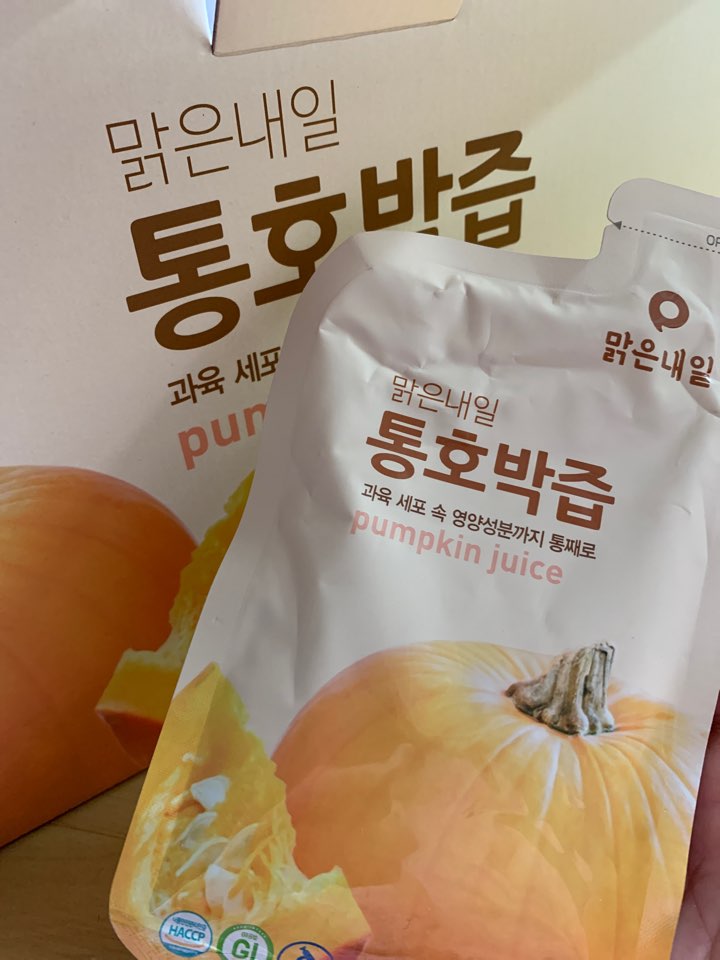 맑은내일
통호박즙
과육 세포
pum
맑은내일
맑은내일
통호박즙
과육 세포 속 영양성분까지 통째로
pumpkin juice
HACCP
GI